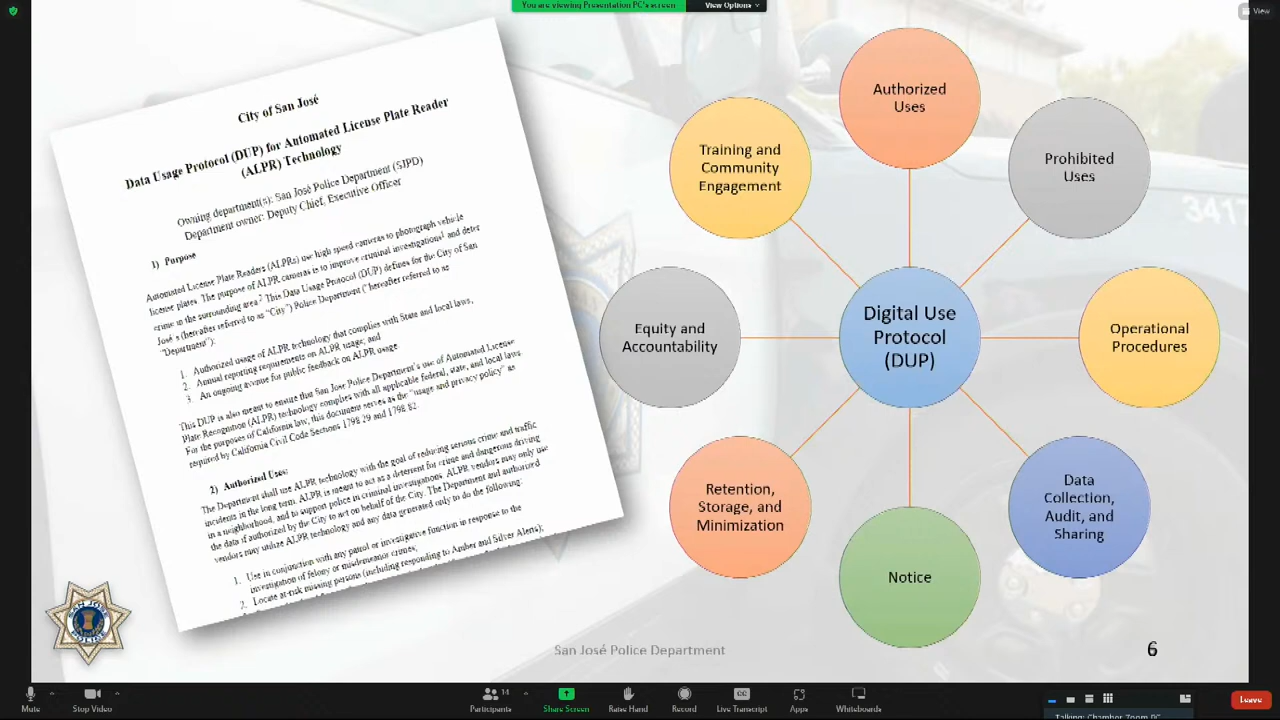 You are viewing Presentation PC's screen
View Options
View
City of San José
Data Usage Protocol (DUP) for Automated License Plate Reader
(ALPR) Technology
Owning department(s): San José Police Department (SJPD)
Department owner: Deputy Chief, Executive Officer
1) Purpose
Automated License Plate Readers (ALPRs) use high speed cameras to photograph vehicle
license plates. The purpose of ALPR cameras is to improve criminal investigations¹ and deter
crime in the surrounding area.² This Data Usage Protocol (DUP) defines for the City of San
José's (hereafter referred to as "City") Police Department ("hereafter referred to as
"Department"):
1. Authorized usage of ALPR technology that complies with State and local laws,
2. Annual reporting requirements on ALPR usage; and
3. An ongoing avenue for public feedback on ALPR usage
This DUP is also meant to ensure that San Jose Police Department's use of Automated License
Plate Recognition (ALPR) technology complies with all applicable federal, state, and local laws.
For the purposes of California law, this document serves as the "usage and privacy policy" as
required by California Civil Code Sections 1798.29 and 1798.82.
2) Authorized Uses:
The Department shall use ALPR technology with the goal of reducing serious crime and traffic
incidents in the long term. ALPR is meant to act as a deterrent for crime and dangerous driving
in a neighborhood, and to support police in criminal investigations. ALPR vendors may only use
the data if authorized by the City to act on behalf of the City. The Department and authorized
vendors may utilize ALPR technology and any data generated only to do the following:
1. Use in conjunction with any patrol or investigative function in response to the
investigation of felony or misdemeanor crimes;
2. Locate at-risk missing persons (including responding to Amber and Silver Alerts);
Authorized
Uses
Prohibited
Uses
Operational
Procedures
Data
Collection,
Audit, and
Sharing
Notice
Retention,
Storage, and
Minimization
Equity and
Accountability
Training and
Community
Engagement
Digital Use
Protocol
(DUP)
SAN JOSE
POLICE
San José Police Department
6
Mute
Stop Video
Participants
14
Share Screen
Raise Hand
Record
Live Transcript
Apps
Whiteboards
Talking: Chamber Zoom PC
Leave